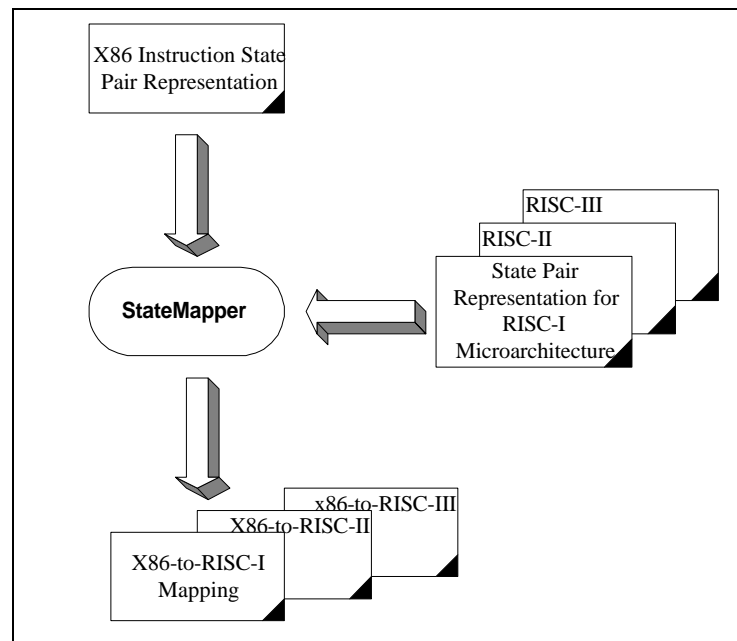 X86 Instruction State
Pair Representation
RISC-III
RISC-II
State Pair
Representation for
RISC-I
Microarchitecture
StateMapper
x86-to-RISC-III
X86-to-RISC-II
X86-to-RISC-I
Mapping